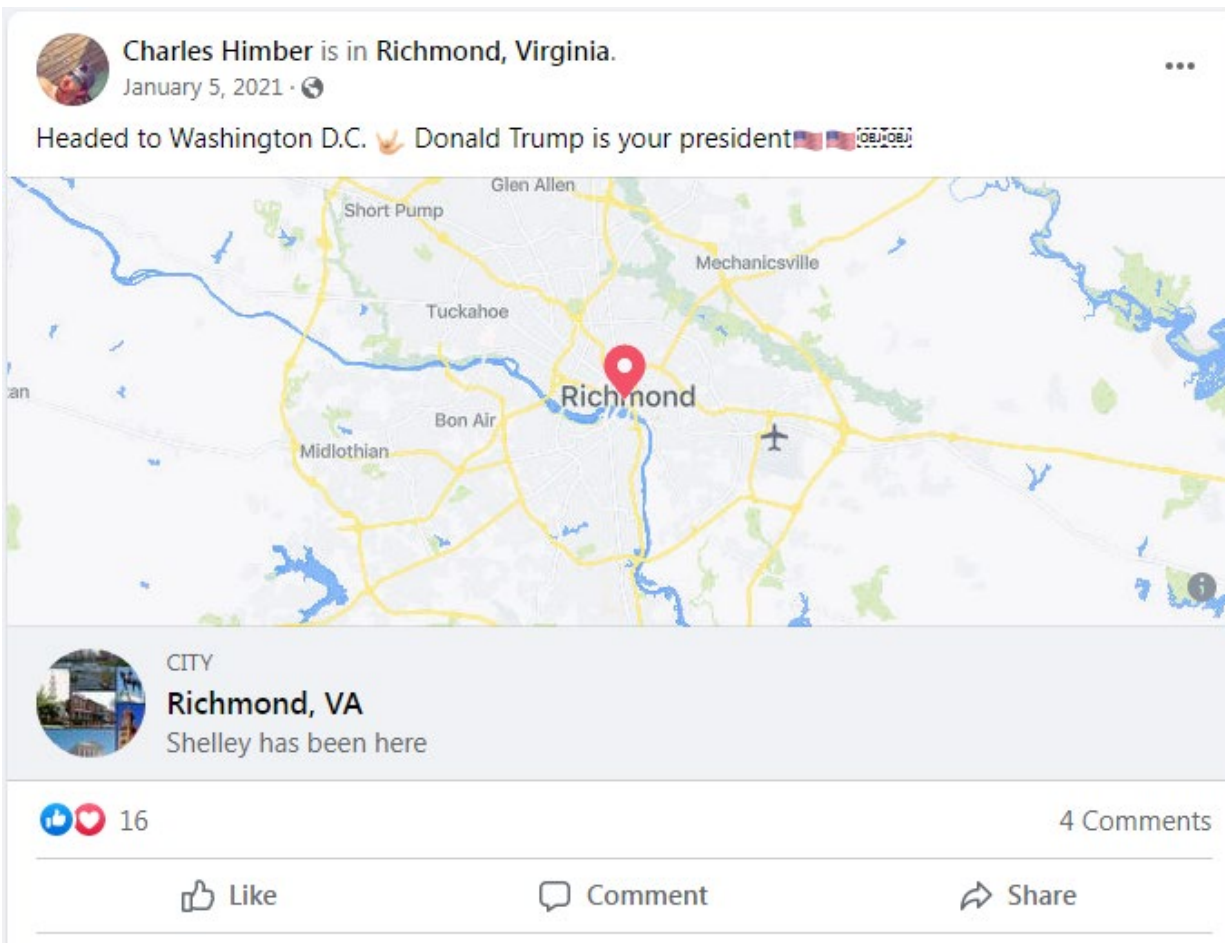 Charles Himber is in Richmond, Virginia.
January 5, 2021 ·
Headed to Washington D.C. 🤟🏻 Donald Trump is your president🇺🇸🇺🇸￼￼
Glen Allen
Short Pump
Mechanicsville
Tuckahoe
an
Richmond
Bon Air
Midlothian
CITY
Richmond, VA
Shelley has been here
16
4 Comments
Like Comment Share